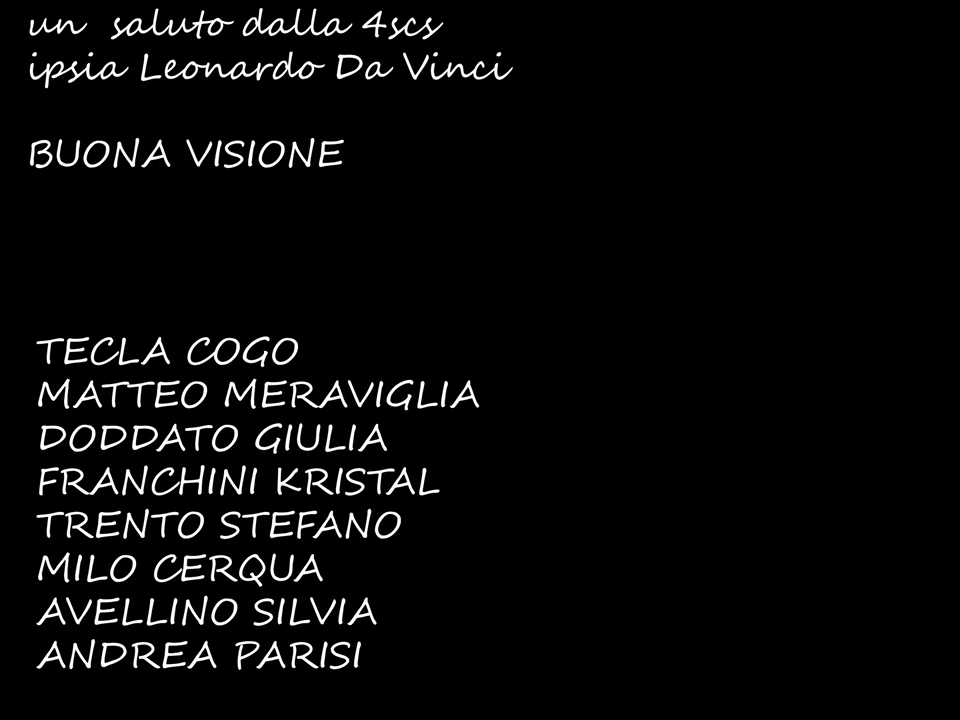 un saluto dalla 4scs
ipsia Leonardo Da Vinci
BUONA VISIONE
TECLA COGO
MATTEO MERAVIGLIA
DODDATO GIULIA
FRANCHINI KRISTAL
TRENTO STEFANO
MILO CERQUA
AVELLINO SILVIA
ANDREA PARISI